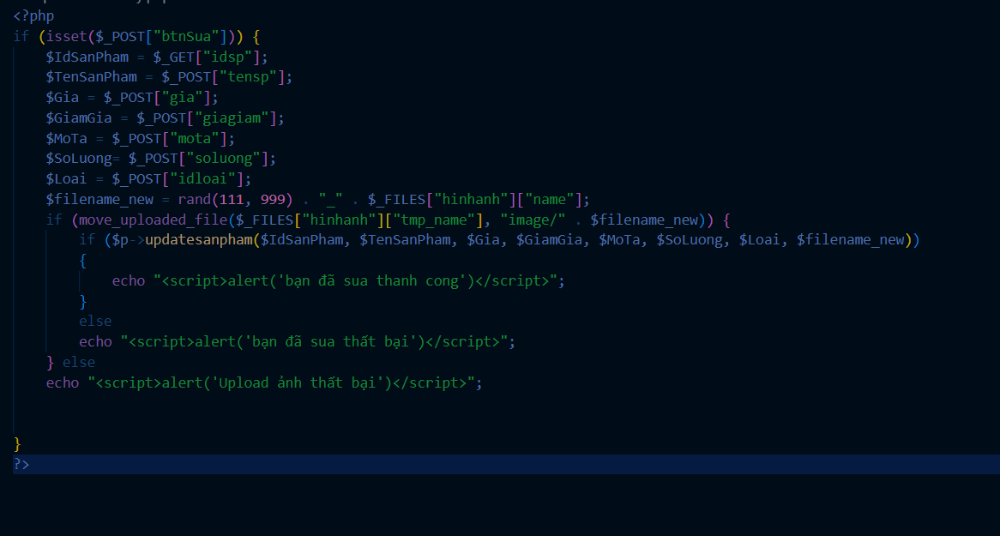 <?php
if (isset($_POST["btnSua"])) {
    $IdSanPham = $_GET["idsp"];
    $TenSanPham = $_POST["tensp"];
    $Gia = $_POST["gia"];
    $GiamGia = $_POST["giagiam"];
    $MoTa = $_POST["mota"];
    $SoLuong= $_POST["soluong"];
    $Loai = $_POST["idloai"];
    $filename_new = rand(111, 999) . "_" . $_FILES["hinhanh"]["name"];
    if (move_uploaded_file($_FILES["hinhanh"]["tmp_name"], "image/" . $filename_new)) {
        if ($p->updatesanpham($IdSanPham, $TenSanPham, $Gia, $GiamGia, $MoTa, $SoLuong, $Loai, $filename_new))
        {
            echo "<script>alert('bạn đã sua thanh cong')</script>";
        }
        else
        echo "<script>alert('bạn đã sua thất bại')</script>";
    } else
    echo "<script>alert('Upload ảnh thất bại')</script>";
}
?>